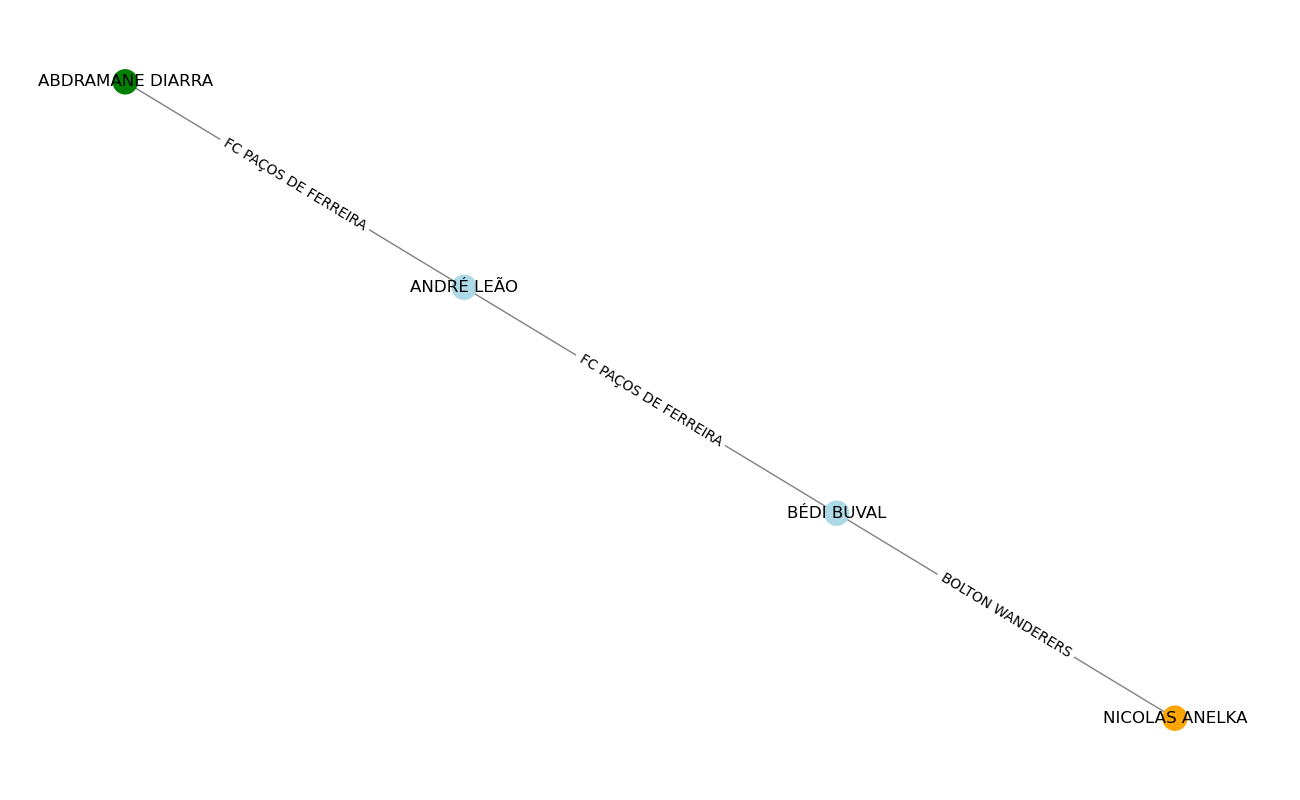 ABDRAMANE DIARRA
FC PAÇOS DE FERREIRA
ANDRÉ LEÃO
FC PAÇOS DE FERREIRA
BÉDI BUVAL
BOLTON WANDERERS
NICOLAS ANELKA